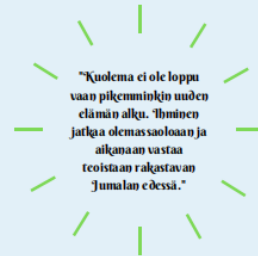 "Kuolema ei ole loppu
vaan pikemminkin uuden
elämän alku. Ihminen
jatkaa olemassaoloaan ja
aikanaan vastaa
teoistaan rakastavan
Jumalan edessä."